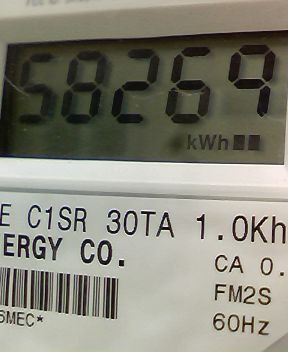 58269
kWh
E C1SR 30TA 1.0Kh
ERGY CO.
CA 0.
FM2S
6MEC*
60Hz